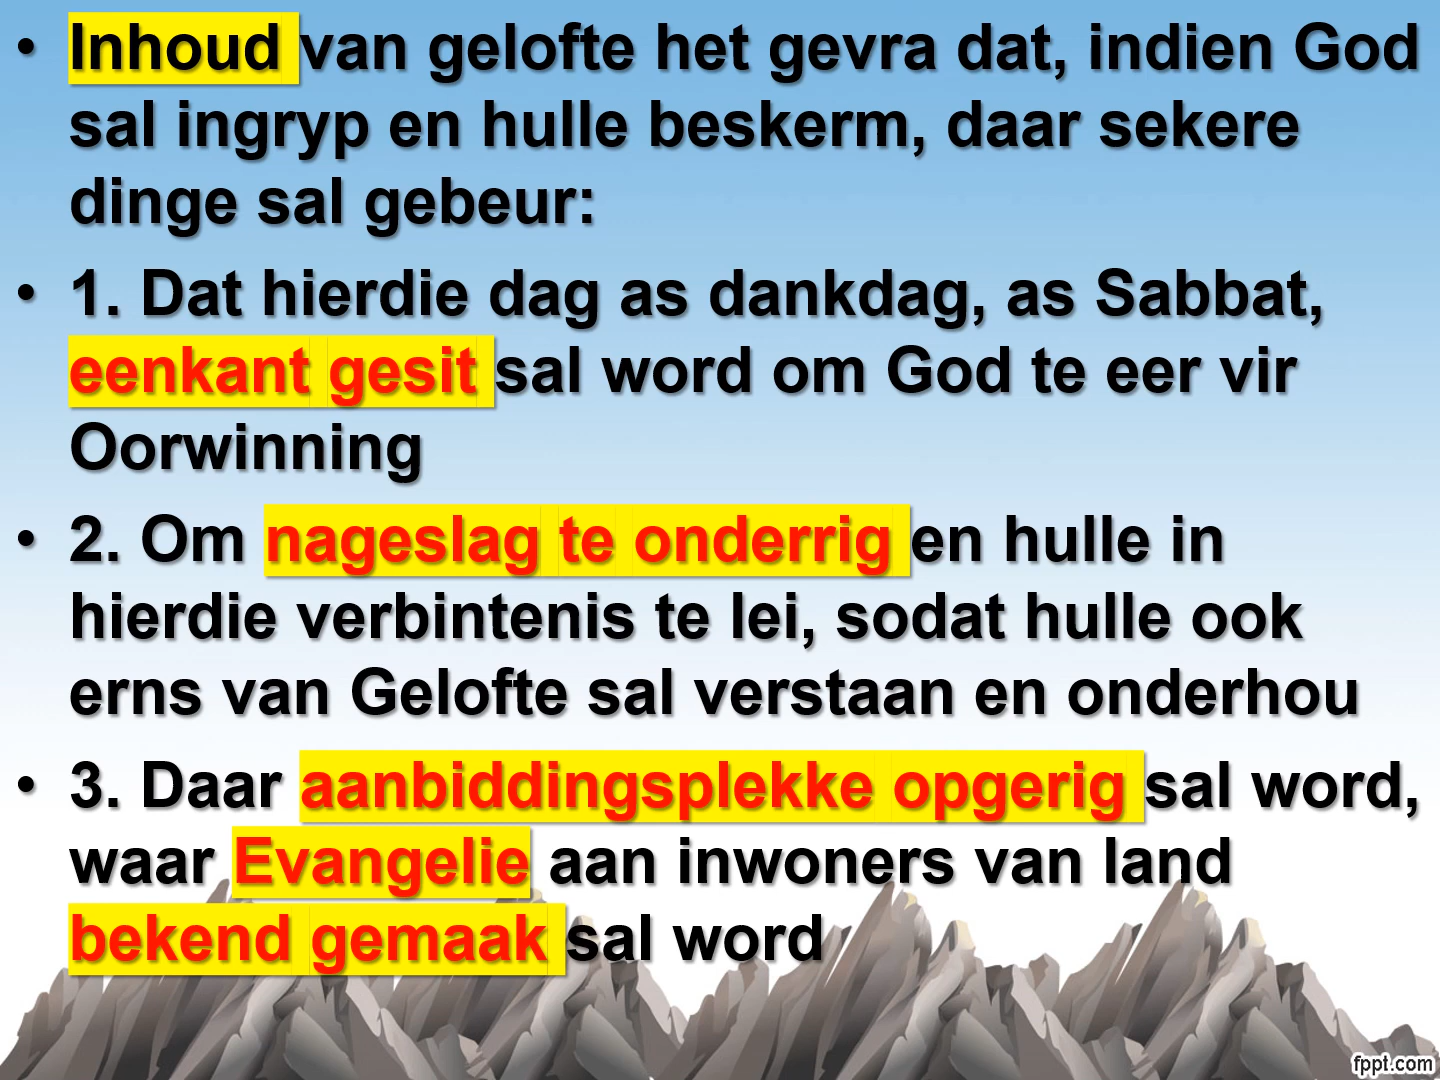 • Inhoud van gelofte het gevra dat, indien God
sal ingryp en hulle beskerm, daar sekere
dinge sal gebeur:
• 1. Dat hierdie dag as dankdag, as Sabbat,
eenkant gesit sal word om God te eer vir
Oorwinning
• 2. Om nageslag te onderrig en hulle in
hierdie verbintenis te lei, sodat hulle ook
erns van Gelofte sal verstaan en onderhou
• 3. Daar aanbiddingsplekke opgerig sal word,
waar Evangelie aan inwoners van land
bekend gemaak sal word
fppt.com